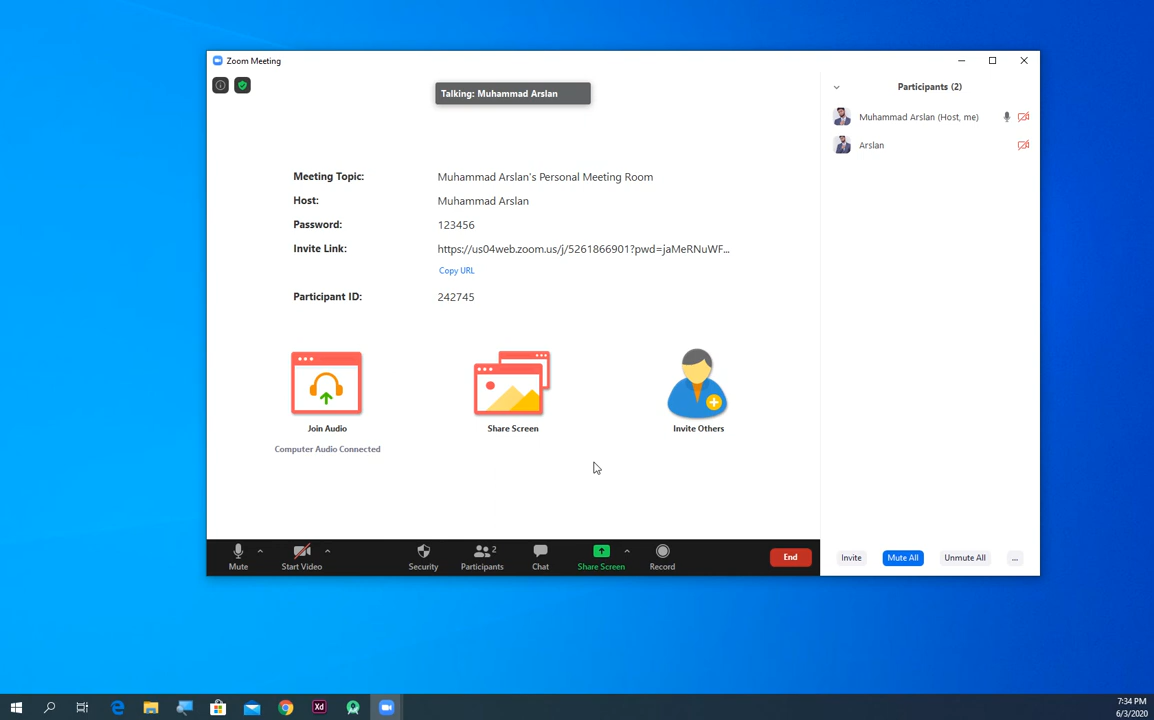 Zoom Meeting
Talking: Muhammad Arslan
Participants (2)
Muhammad Arslan (Host, me)
Arslan
Meeting Topic: Muhammad Arslan's Personal Meeting Room
Host: Muhammad Arslan
Password: 123456
Invite Link: https://us04web.zoom.us/j/5261866901?pwd=jaMeRNuWF...
Copy URL
Participant ID: 242745
Join Audio
Share Screen
Invite Others
Computer Audio Connected
2
Mute
Start Video
Security
Participants
Chat
Share Screen
Record
End
Invite
Mute All
Unmute All
...
Xd
7:34 PM
6/3/2020